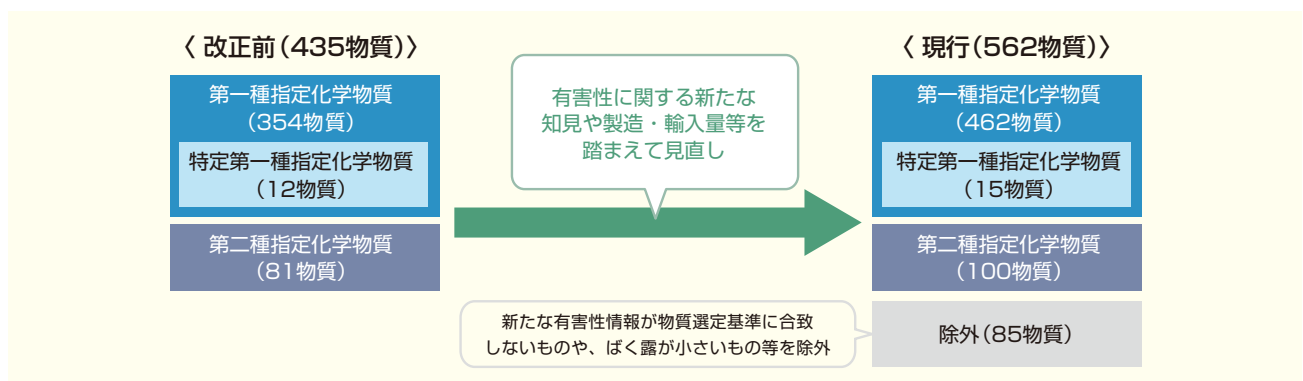 〈 改正前（435物質）〉
第一種指定化学物質
（354物質）
特定第一種指定化学物質
（12物質）
第二種指定化学物質
（81物質）
有害性に関する新たな
知見や製造・輸入量等を
踏まえて見直し
〈 現行（562物質）〉
第一種指定化学物質
（462物質）
特定第一種指定化学物質
（15物質）
第二種指定化学物質
（100物質）
新たな有害性情報が物質選定基準に合致
しないものや、ばく露が小さいもの等を除外
除外（85物質）